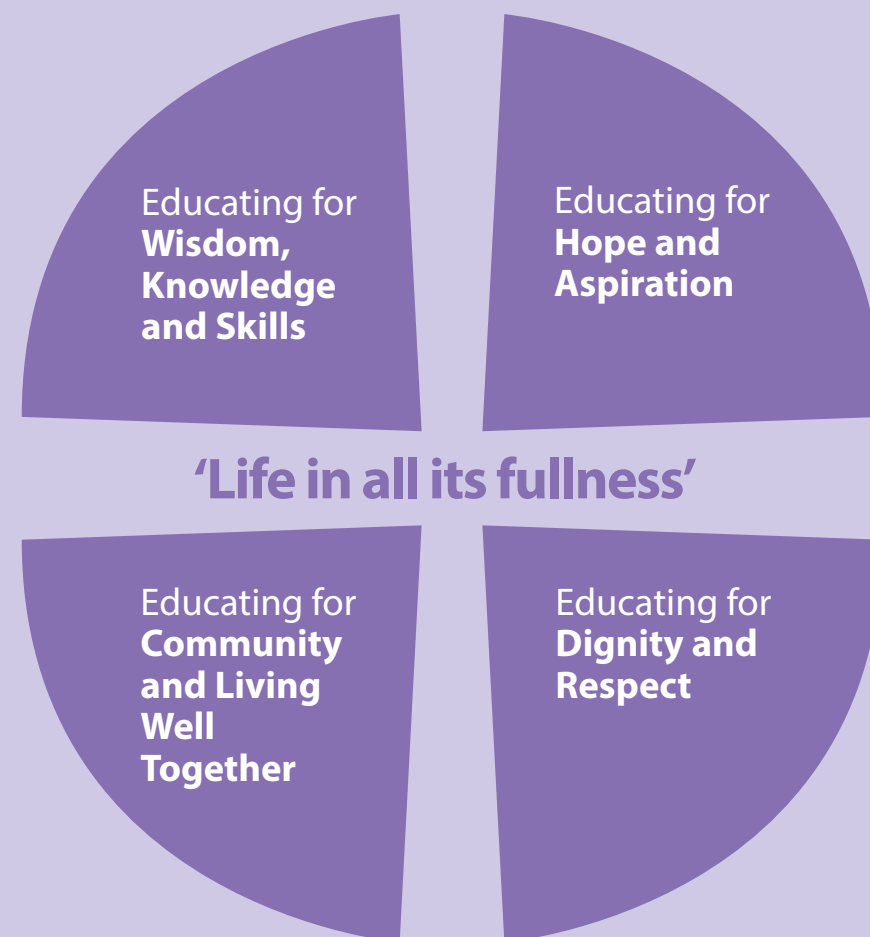 Educating for
Wisdom,
Knowledge
and Skills
Educating for
Hope and
Aspiration
‘Life in all its fullness’
Educating for
Community
and Living
Well
Together
Educating for
Dignity and
Respect